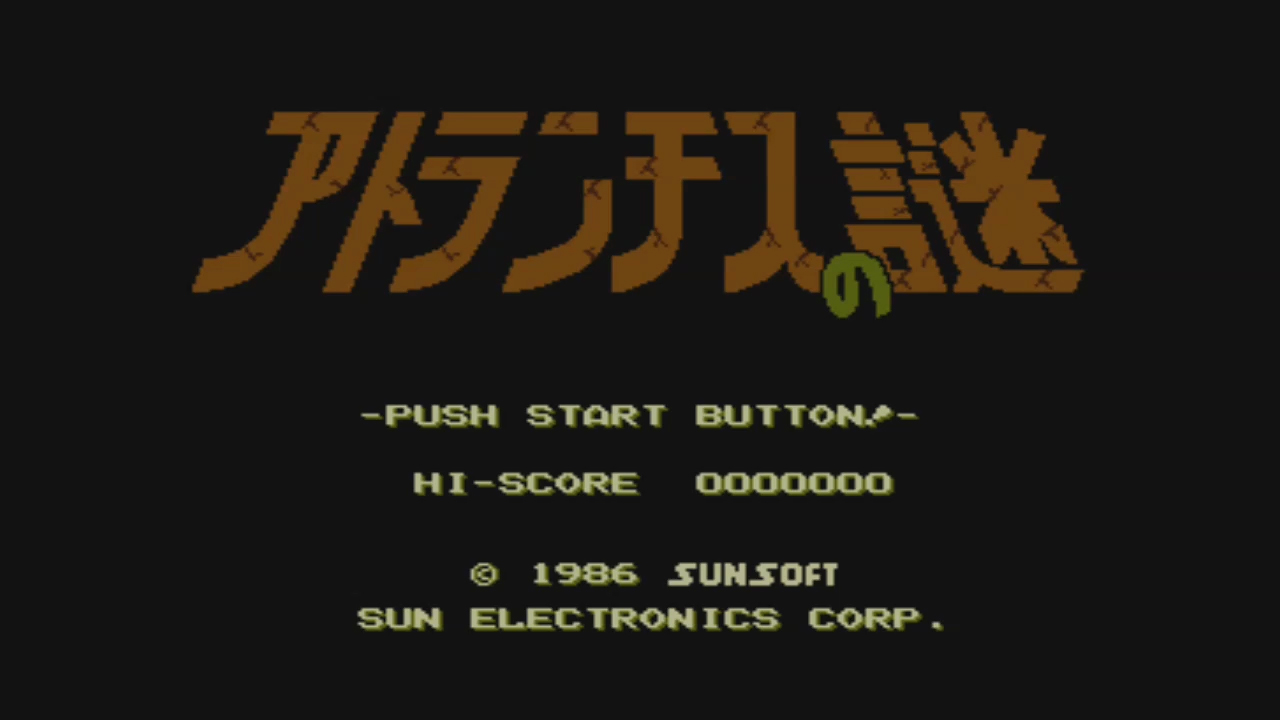 アトランチスの謎
-PUSH START BUTTON!-
HI-SCORE 0000000
© 1986 SUNSOFT
SUN ELECTRONICS CORP.